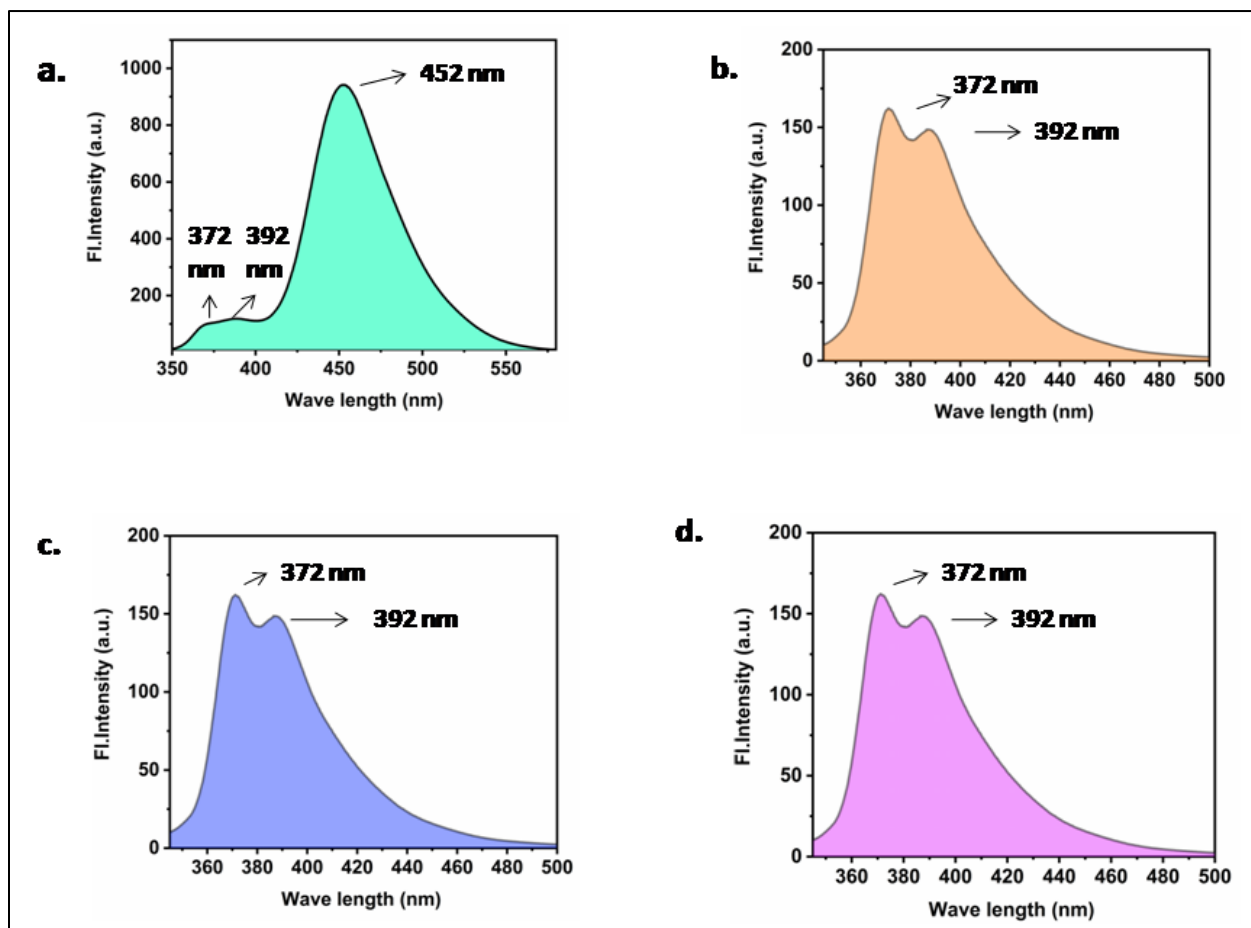 a.
1000
800
600
400
200
350
400
450
500
550
Fl.Intensity (a.u.)
Wave length (nm)
452 nm
372
nm
392
nm
b.
200
150
100
50
0
360
380
400
420
440
460
480
500
Fl.Intensity (a.u.)
Wave length (nm)
372 nm
392 nm
c.
200
150
100
50
0
360
380
400
420
440
460
480
500
Fl.Intensity (a.u.)
Wave length (nm)
372 nm
392 nm
d.
200
150
100
50
0
360
380
400
420
440
460
480
500
Fl.Intensity (a.u.)
Wave length (nm)
372 nm
392 nm